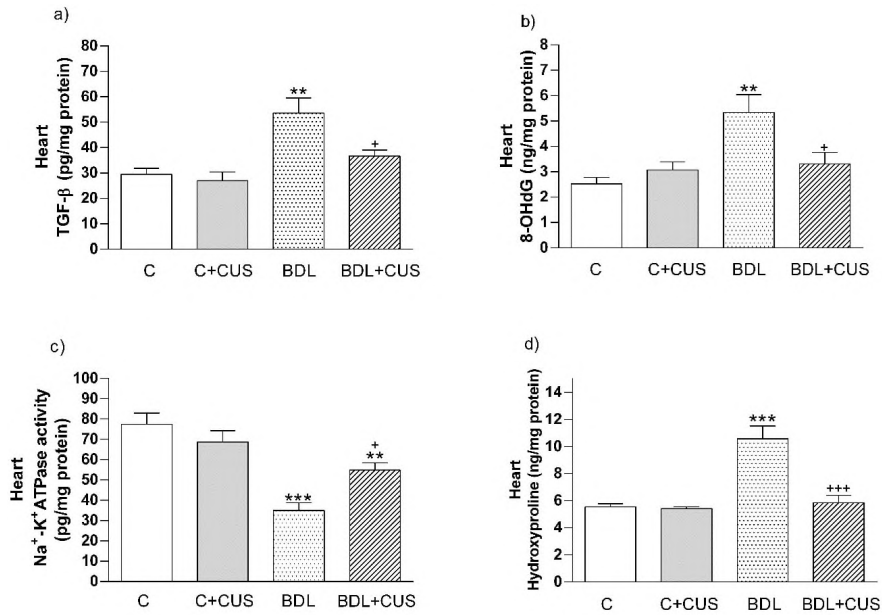 a)
Heart
TGF-β (pg/mg protein)
80
70
60
50
40
30
20
10
0
**
+
C C+CUS BDL BDL+CUS
b)
Heart
8-OHdG (ng/mg protein)
8
7
6
5
4
3
2
1
0
**
+
C C+CUS BDL BDL+CUS
c)
Heart
Na⁺-K⁺ATPase activity
(pg/mg protein)
100
90
80
70
60
50
40
30
20
10
0
***
+
**
C C+CUS BDL BDL+CUS
d)
Heart
Hydroxyproline (ng/mg protein)
14
12
10
8
6
4
2
0
***
+++
C C+CUS BDL BDL+CUS